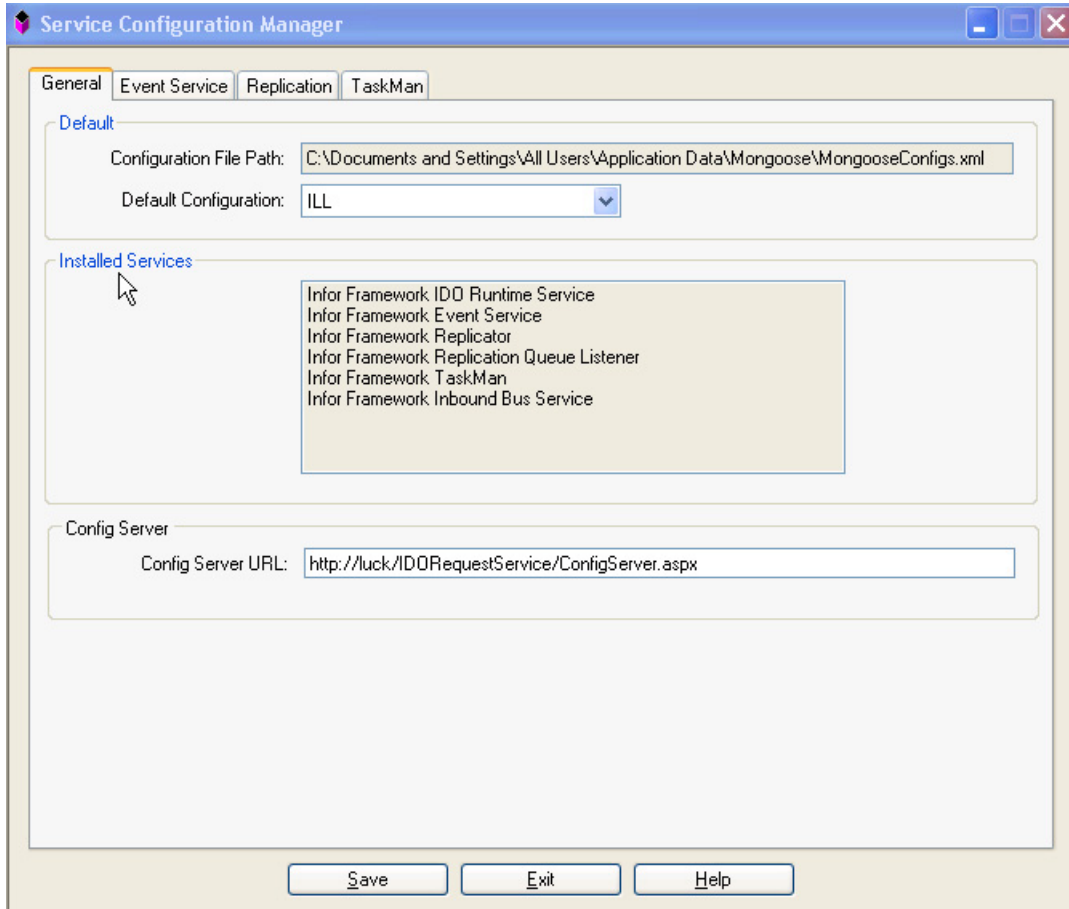 Service Configuration Manager
General Event Service Replication TaskMan
Default
Configuration File Path: C:\Documents and Settings\All Users\Application Data\Mongoose\MongooseConfigs.xml
Default Configuration: ILL
Installed Services
Infor Framework IDO Runtime Service
Infor Framework Event Service
Infor Framework Replicator
Infor Framework Replication Queue Listener
Infor Framework TaskMan
Infor Framework Inbound Bus Service
Config Server
Config Server URL: http://luck/IDORequestService/ConfigServer.aspx
Save Exit Help